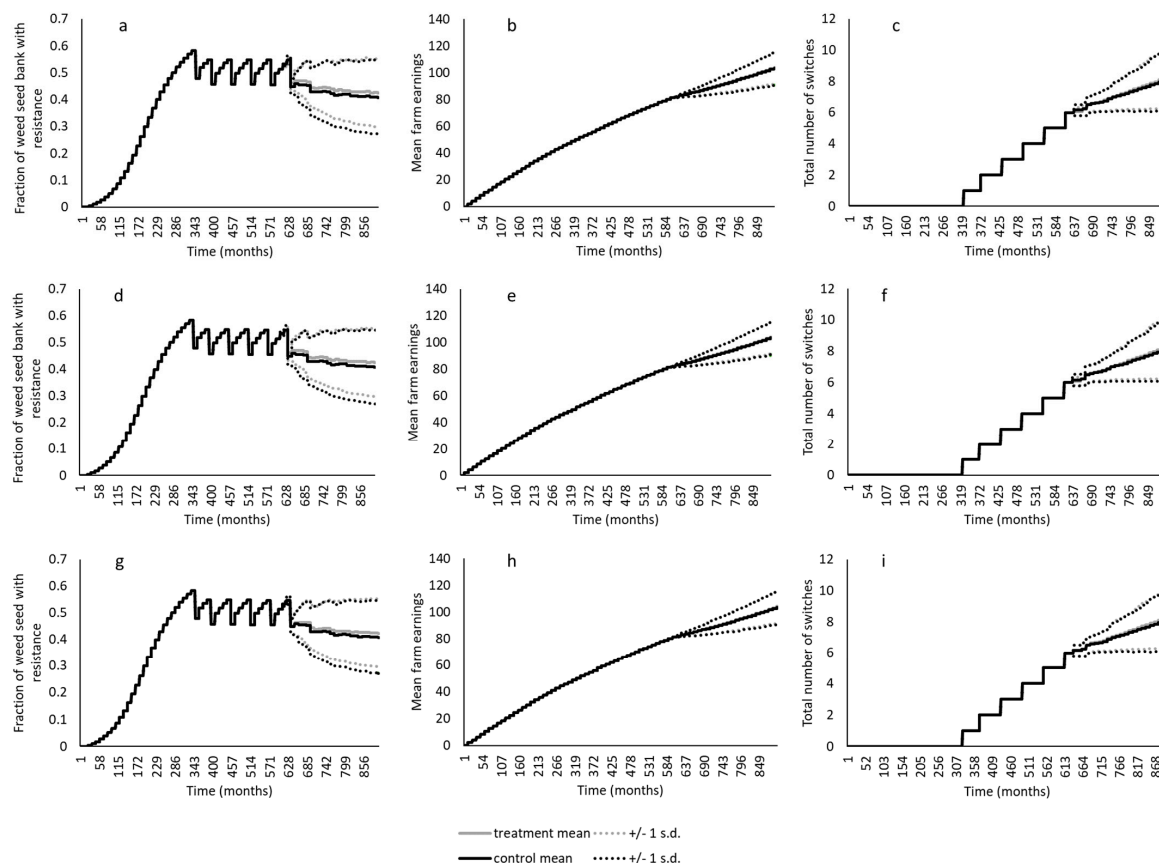 a
0.7
0.6
0.5
0.4
0.3
0.2
0.1
0
Fraction of weed seed bank with
resistance
1 58 115 172 229 286 343 400 457 514 571 628 685 742 799 856
Time (months)
b
140
120
100
80
60
40
20
0
Mean farm earnings
1 54 107 160 213 266 319 372 425 478 531 584 637 690 743 796 849
Time (months)
c
12
10
8
6
4
2
0
Total number of switches
1 54 107 160 213 266 319 372 425 478 531 584 637 690 743 796 849
Time (months)
d
0.7
0.6
0.5
0.4
0.3
0.2
0.1
0
Fraction of weed seed bank with
resistance
1 58 115 172 229 286 343 400 457 514 571 628 685 742 799 856
Time (months)
e
140
120
100
80
60
40
20
0
Mean farm earnings
1 54 107 160 213 266 319 372 425 478 531 584 637 690 743 796 849
Time (months)
f
12
10
8
6
4
2
0
Total number of switches
1 54 107 160 213 266 319 372 425 478 531 584 637 690 743 796 849
Time (months)
g
0.7
0.6
0.5
0.4
0.3
0.2
0.1
0
Fraction of weed seed with
resistance
1 58 115 172 229 286 343 400 457 514 571 628 685 742 799 856
Time (months)
h
140
120
100
80
60
40
20
0
Mean farm earnings
1 54 107 160 213 266 319 372 425 478 531 584 637 690 743 796 849
Time (months)
i
12
10
8
6
4
2
0
Total number of switches
1 52 103 154 205 256 307 358 409 460 511 562 613 664 715 766 817 868
Time (months)
treatment mean +/- 1 s.d.
control mean +/- 1 s.d.